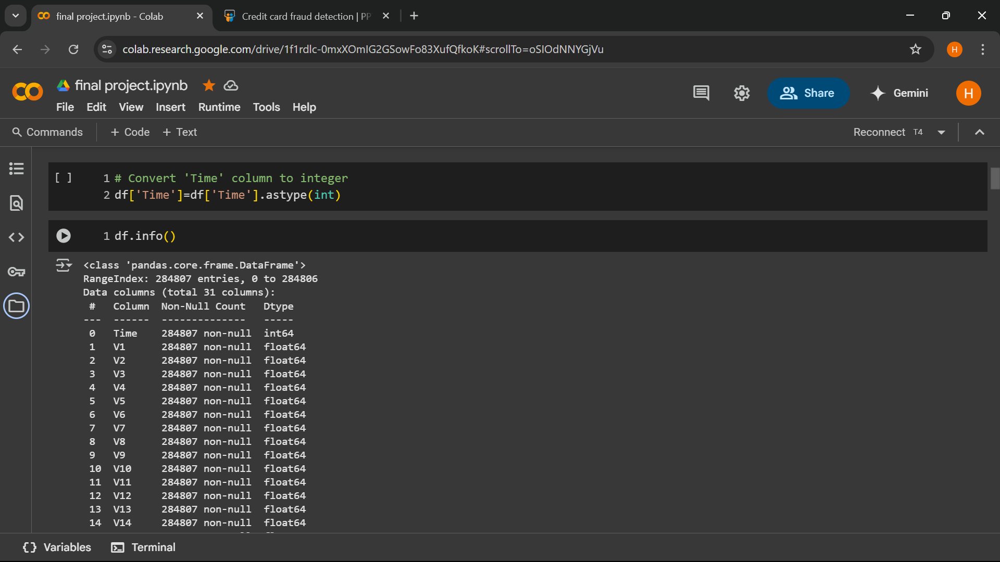 final project.ipynb - Colab
Credit card fraud detection | PP
colab.research.google.com/drive/1f1rdlc-0mxXOmIG2GSowFo83XufQfkoK#scrollTo=oSIOdNNYGjVu
H
final project.ipynb
File Edit View Insert Runtime Tools Help
Share
Gemini
H
Commands + Code + Text
Reconnect T4
[ ] 1 # Convert 'Time' column to integer
2 df['Time']=df['Time'].astype(int)
1 df.info()
<class 'pandas.core.frame.DataFrame'>
RangeIndex: 284807 entries, 0 to 284806
Data columns (total 31 columns):
 #   Column  Non-Null Count   Dtype
---  ------  --------------   -----
 0   Time    284807 non-null  int64
 1   V1      284807 non-null  float64
 2   V2      284807 non-null  float64
 3   V3      284807 non-null  float64
 4   V4      284807 non-null  float64
 5   V5      284807 non-null  float64
 6   V6      284807 non-null  float64
 7   V7      284807 non-null  float64
 8   V8      284807 non-null  float64
 9   V9      284807 non-null  float64
 10  V10     284807 non-null  float64
 11  V11     284807 non-null  float64
 12  V12     284807 non-null  float64
 13  V13     284807 non-null  float64
 14  V14     284807 non-null  float64
{} Variables Terminal